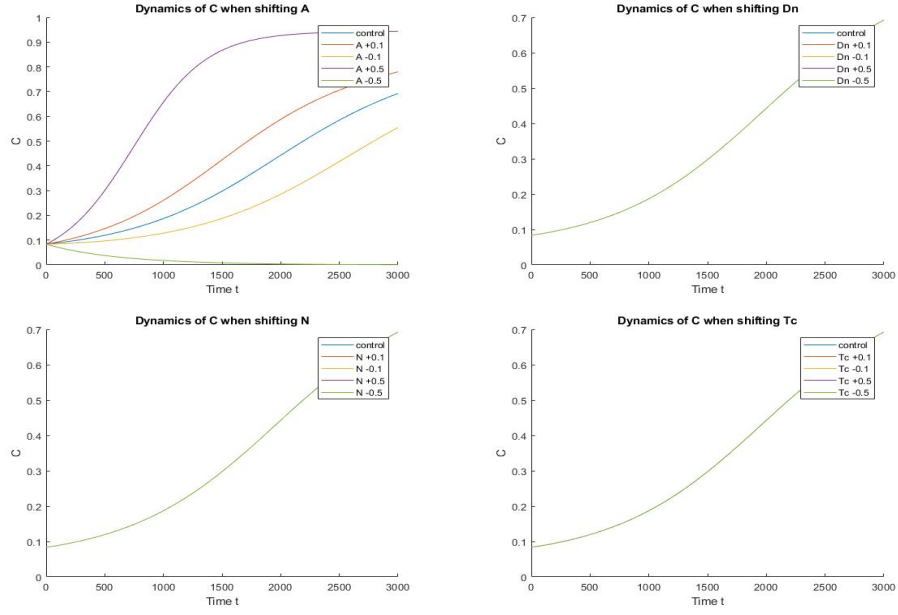 Dynamics of C when shifting A
1
0.9
0.8
0.7
0.6
0.5
0.4
0.3
0.2
0.1
0
C
0
500
1000
1500
2000
2500
3000
Time t
control
A +0.1
A -0.1
A +0.5
A -0.5
Dynamics of C when shifting Dn
0.7
0.6
0.5
0.4
0.3
0.2
0.1
0
C
0
500
1000
1500
2000
2500
3000
Time t
control
Dn +0.1
Dn -0.1
Dn +0.5
Dn -0.5
Dynamics of C when shifting N
0.7
0.6
0.5
0.4
0.3
0.2
0.1
0
C
0
500
1000
1500
2000
2500
3000
Time t
control
N +0.1
N -0.1
N +0.5
N -0.5
Dynamics of C when shifting Tc
0.7
0.6
0.5
0.4
0.3
0.2
0.1
0
C
0
500
1000
1500
2000
2500
3000
Time t
control
Tc +0.1
Tc -0.1
Tc +0.5
Tc -0.5